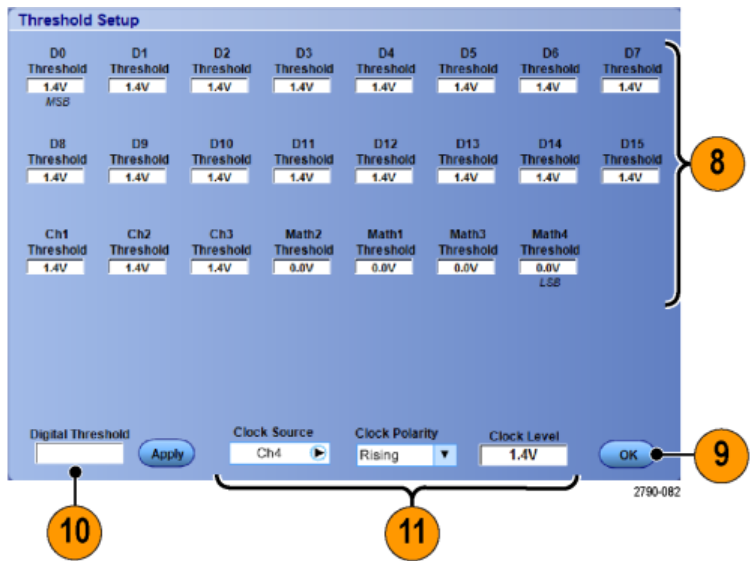 Threshold Setup
D0 D1 D2 D3 D4 D5 D6 D7
Threshold Threshold Threshold Threshold Threshold Threshold Threshold Threshold
1.4V 1.4V 1.4V 1.4V 1.4V 1.4V 1.4V 1.4V
MSB
D8 D9 D10 D11 D12 D13 D14 D15
Threshold Threshold Threshold Threshold Threshold Threshold Threshold Threshold
1.4V 1.4V 1.4V 1.4V 1.4V 1.4V 1.4V 1.4V
8
Ch1 Ch2 Ch3 Math2 Math1 Math3 Math4
Threshold Threshold Threshold Threshold Threshold Threshold Threshold
1.4V 1.4V 1.4V 0.0V 0.0V 0.0V 0.0V
LSB
Digital Threshold Clock Source Clock Polarity Clock Level
Apply Ch4 Rising 1.4V OK 9
2790-082
10 11